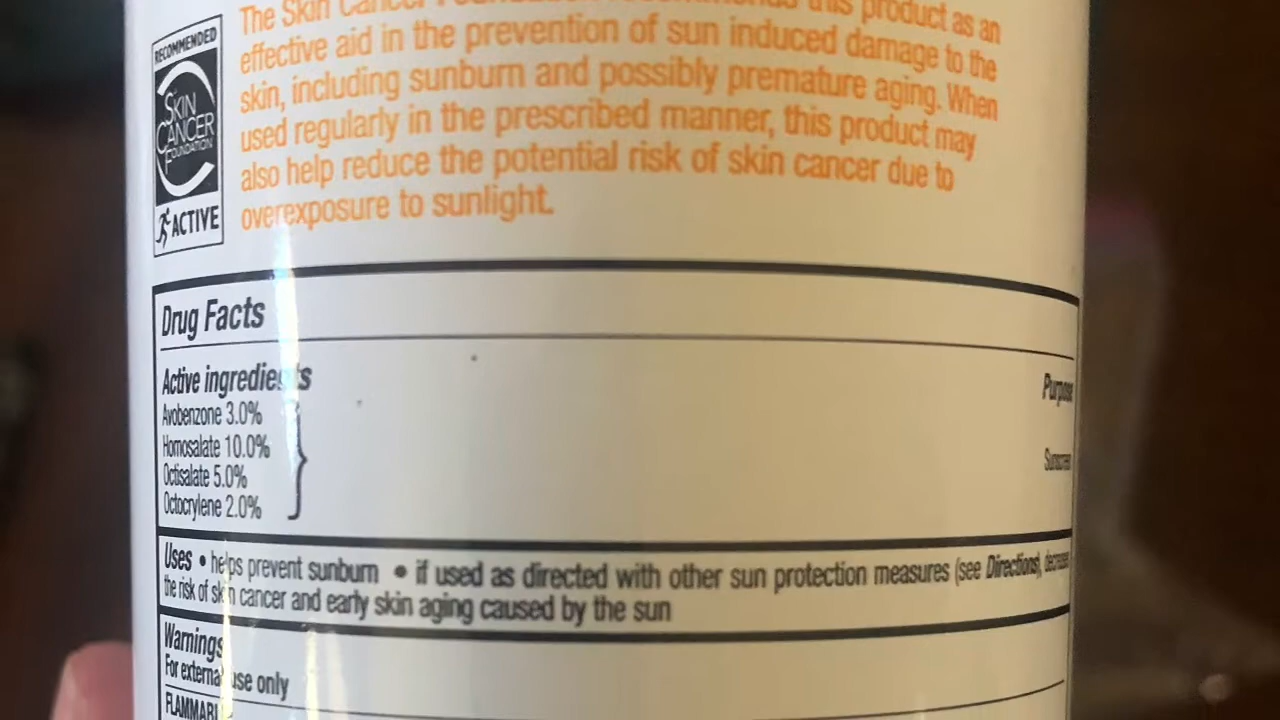 The Skin Cancer Foundation recommends this product as an
effective aid in the prevention of sun induced damage to the
skin, including sunburn and possibly premature aging. When
used regularly in the prescribed manner, this product may
also help reduce the potential risk of skin cancer due to
overexposure to sunlight.
RECOMMENDED
SKIN
CANCER
FOUNDATION
ACTIVE
Drug Facts
Active ingredients
Purpose
Avobenzone 3.0%
Homosalate 10.0%
Octisalate 5.0%
Octocrylene 2.0%
Uses • helps prevent sunburn • if used as directed with other sun protection measures (see Directions),
the risk of skin cancer and early skin aging caused by the sun
Warnings
For external use only